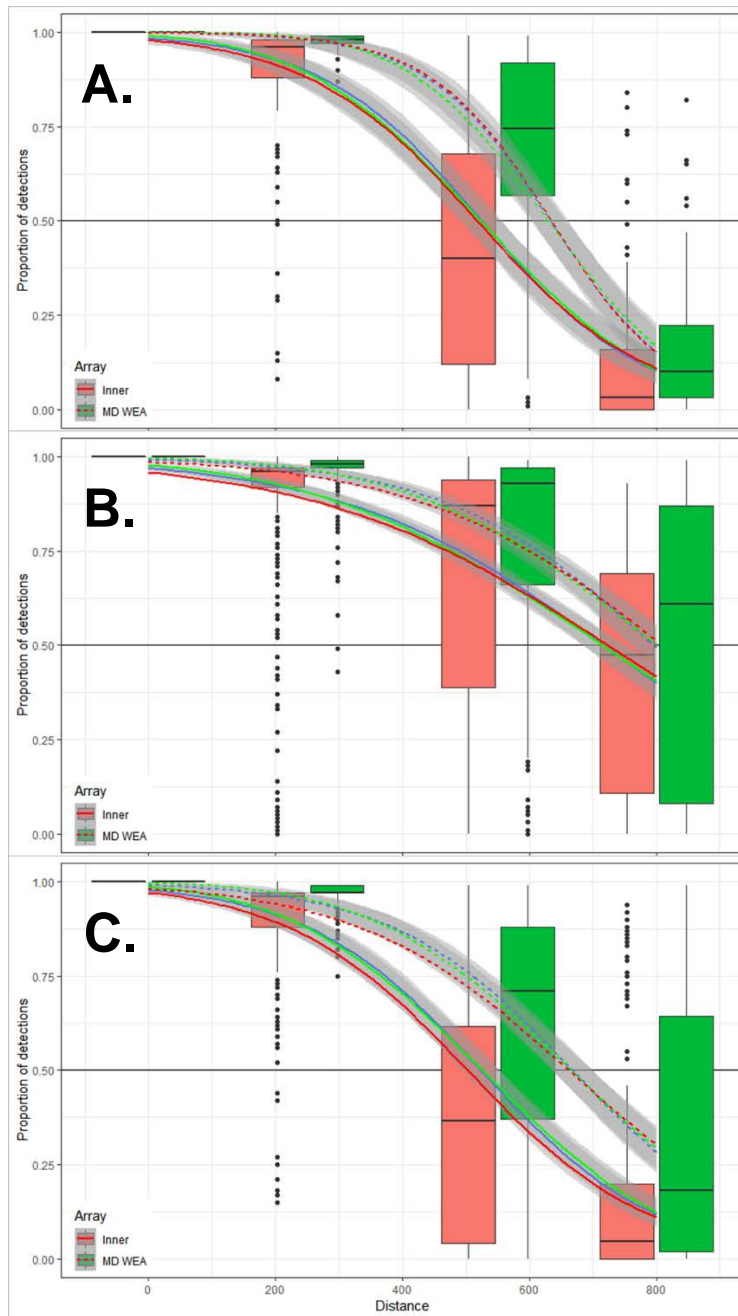 A.
Proportion of detections
1.00
0.75
0.50
0.25
0.00
Array
Inner
MD WEA
B.
Proportion of detections
1.00
0.75
0.50
0.25
0.00
Array
Inner
MD WEA
C.
Proportion of detections
1.00
0.75
0.50
0.25
0.00
Array
Inner
MD WEA
0 200 400 600 800
Distance